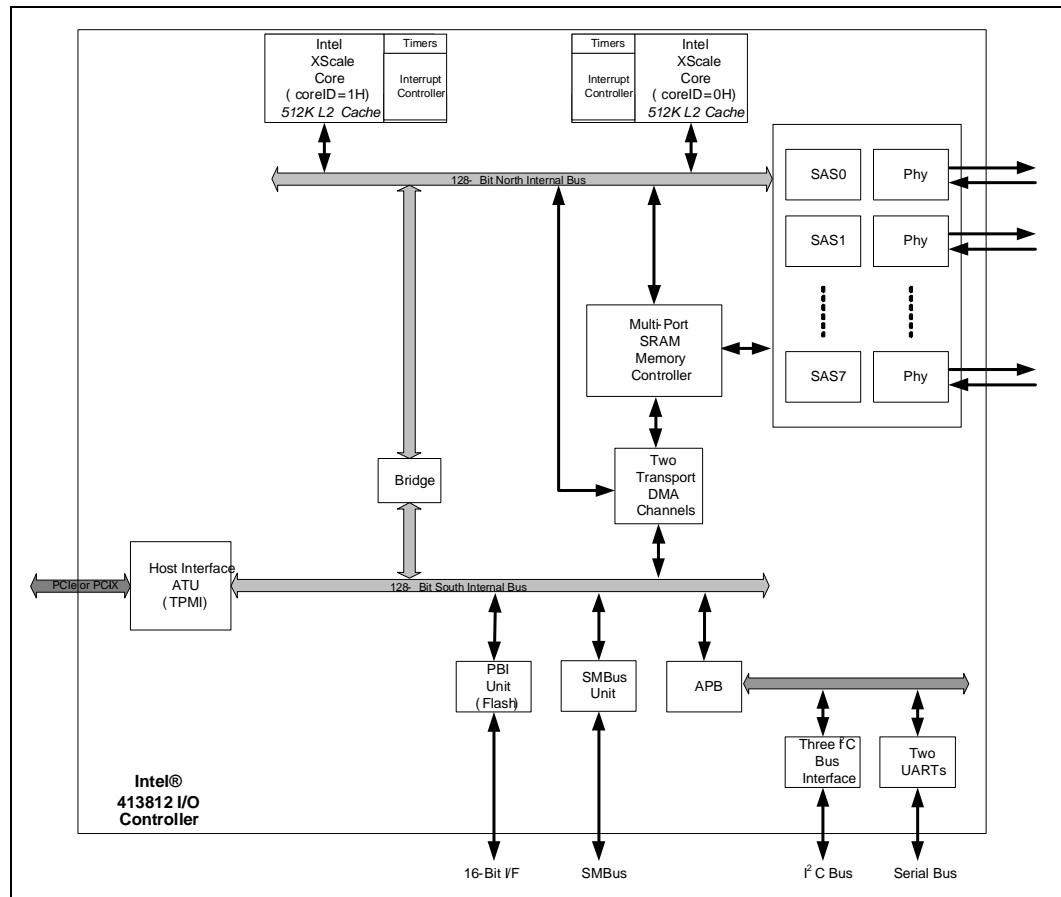 Intel
XScale
Core
( coreID=1H)
512K L2 Cache
Timers
Interrupt
Controller
Timers
Interrupt
Controller
Intel
XScale
Core
( coreID=0H)
512K L2 Cache
128- Bit North Internal Bus
SAS0
Phy
SAS1
Phy
SAS7
Phy
Multi-Port
SRAM
Memory
Controller
Two
Transport
DMA
Channels
Bridge
PCIe or PCI-X
Host Interface
ATU
( TPMI)
128- Bit South Internal Bus
PBI
Unit
( Flash)
SMBus
Unit
APB
Three I²C
Bus
Interface
Two
UARTs
Intel®
413812 I/O
Controller
16-Bit I/F
SMBus
I² C Bus
Serial Bus